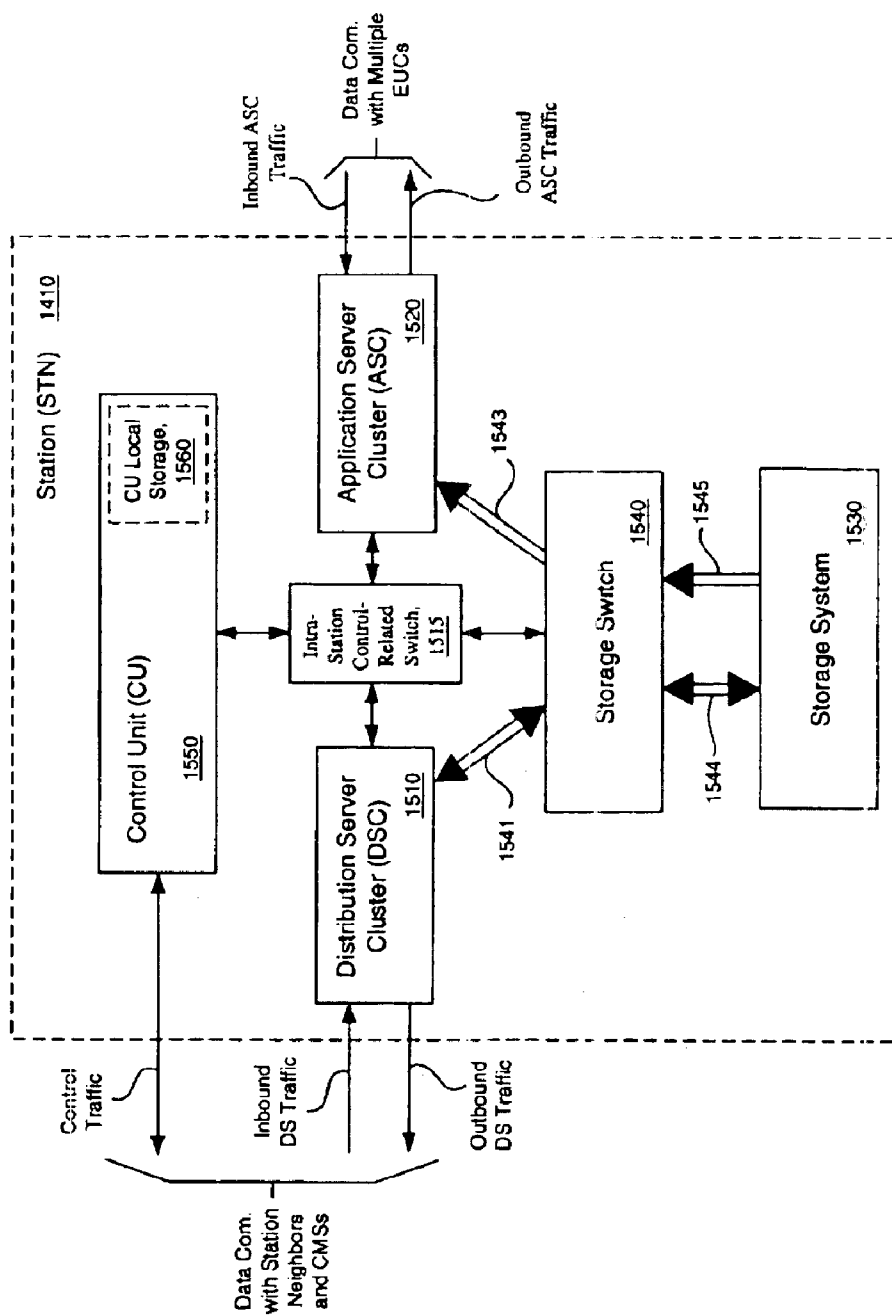 Station (STN) 1410
Control Unit (CU)
1550
CU Local
Storage,
1560
Control
Traffic
Inbound
DS Traffic
Outbound
DS Traffic
Data Com.
with Station
Neighbors
and CMSs
Distribution Server
Cluster (DSC)
1510
Intra-
Station
Control-
Related
Switch,
1515
Application Server
Cluster (ASC)
1520
Inbound ASC
Traffic
Outbound
ASC Traffic
Data Com.
with Multiple
EUCs
1541
1543
Storage Switch
1540
1544
1545
Storage System
1530